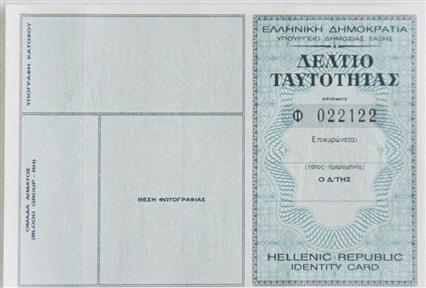 ΥΠΟΓΡΑΦΗ ΚΑΤΟΧΟΥ
ΟΜΑΔΑ ΑΙΜΑΤΟΣ
(BLOOD GROUP RH)
ΘΕΣΗ ΦΩΤΟΓΡΑΦΙΑΣ
ΕΛΛΗΝΙΚΗ ΔΗΜΟΚΡΑΤΙΑ
ΥΠΟΥΡΓΕΙΟ ΔΗΜΟΣΙΑΣ ΤΑΞΗΣ
ΔΕΛΤΙΟ
ΤΑΥΤΟΤΗΤΑΣ
ΑΡΙΘΜΟΣ
Φ 022122
Επικυρώνεται
(τόπος - ημερομηνία)
Ο Δ/ΤΗΣ
HELLENIC REPUBLIC
IDENTITY CARD